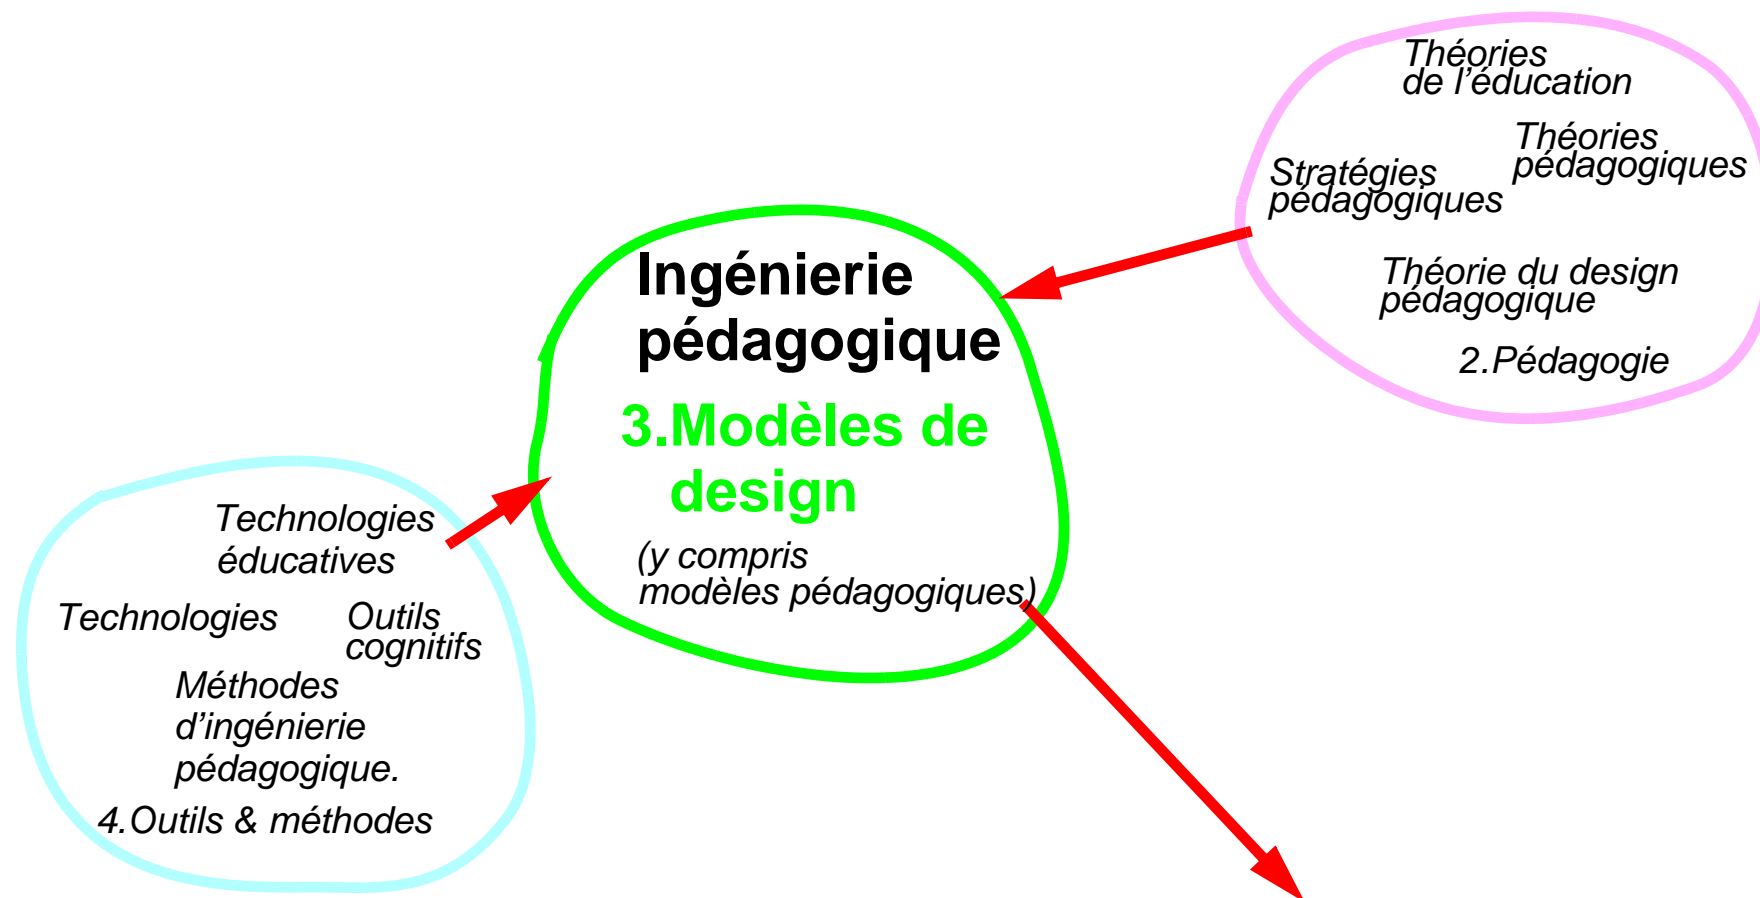 Théories
de l’éducation
Théories
pédagogiques
Stratégies
pédagogiques
Théorie du design
pédagogique
2.Pédagogie
Ingénierie
pédagogique
3.Modèles de
design
(y compris
modèles pédagogiques)
Technologies
éducatives
Technologies
Outils
cognitifs
Méthodes
d’ingénierie
pédagogique.
4.Outils & méthodes